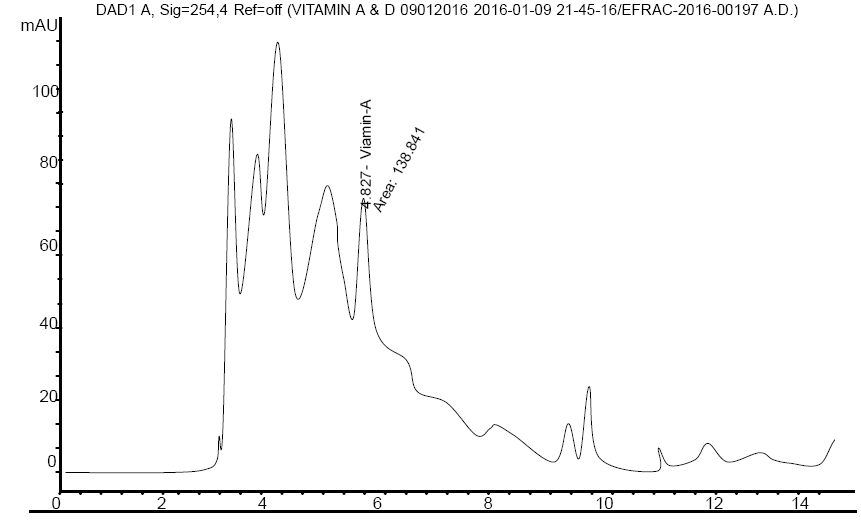 DAD1 A, Sig=254,4 Ref=off (VITAMIN A & D 09012016 2016-01-09 21-45-16/EFRAC-2016-00197 A.D.)
mAU
100
80
60
40
20
0
4.827 - Viamin-A
Area: 138.841
0 2 4 6 8 10 12 14